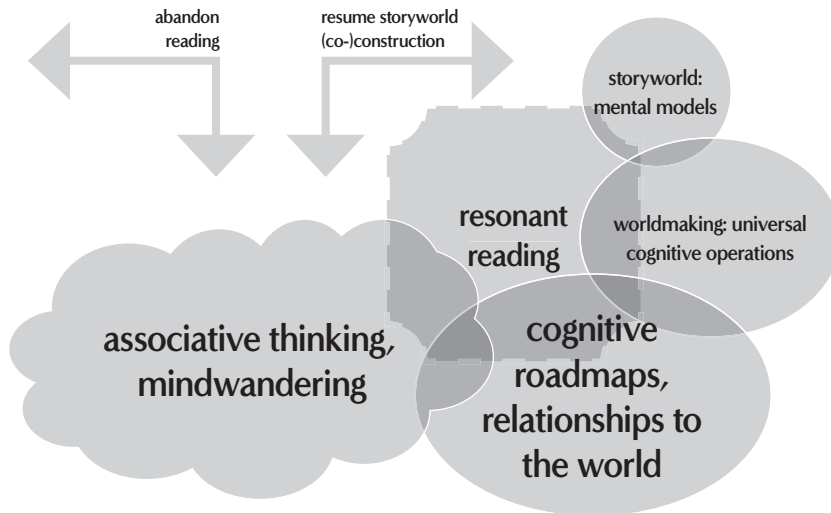 abandon
reading
resume storyworld
(co-)construction
storyworld:
mental models
resonant
reading
worldmaking: universal
cognitive operations
associative thinking,
mindwandering
cognitive
roadmaps,
relationships to
the world